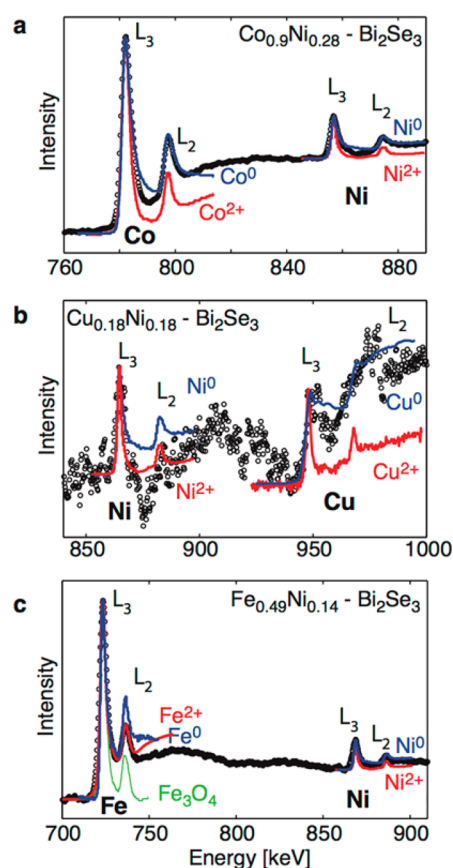 a
Co0.9Ni0.28 - Bi2Se3
L3
L2
L3
L2
Co0
Co2+
Ni0
Ni2+
Co
Ni
Intensity
760 800 840 880
b
Cu0.18Ni0.18 - Bi2Se3
L3
L2
L3
L2
Ni0
Ni2+
Cu0
Cu2+
Ni
Cu
Intensity
850 900 950 1000
c
Fe0.49Ni0.14 - Bi2Se3
L3
L2
L3
L2
Fe2+
Fe0
Fe3O4
Ni0
Ni2+
Fe
Ni
Intensity
700 750 800 850 900
Energy [keV]